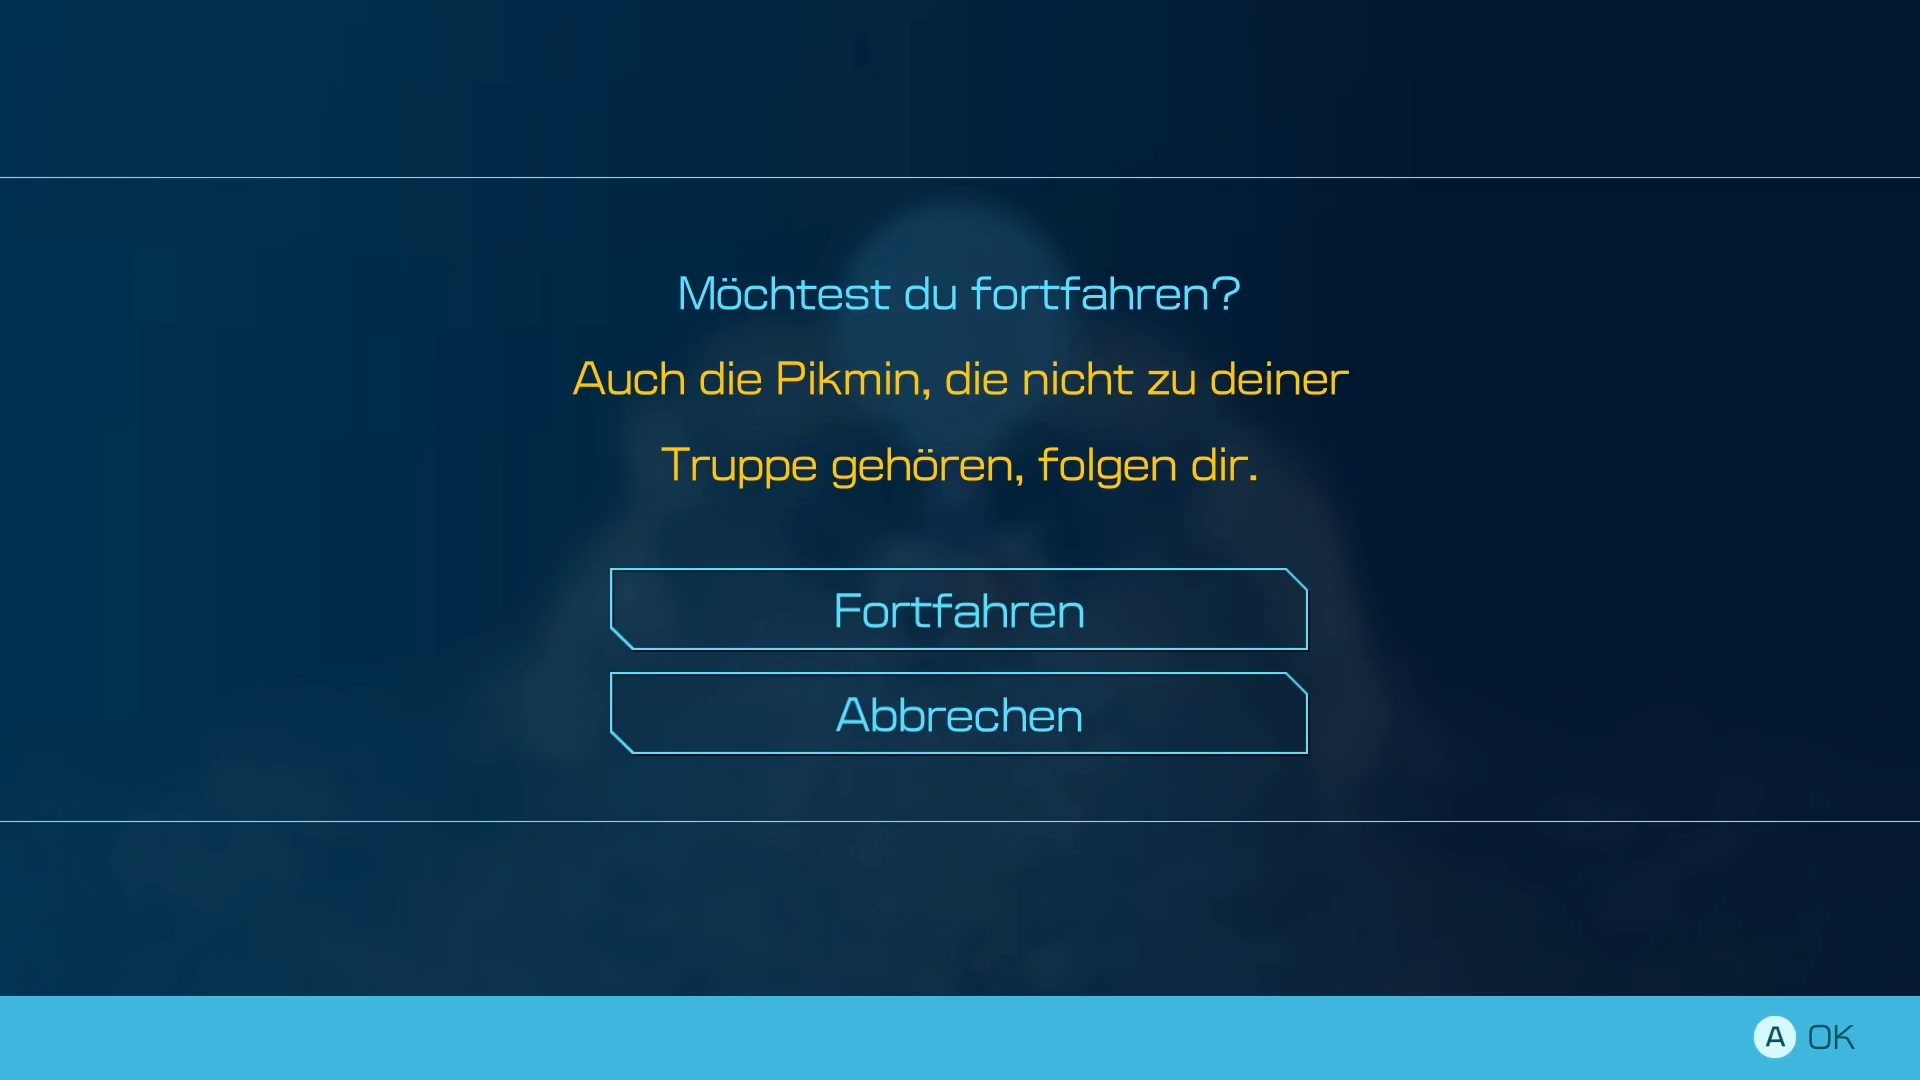 Möchtest du fortfahren?
Auch die Pikmin, die nicht zu deiner
Truppe gehören, folgen dir.
Fortfahren
Abbrechen
A OK